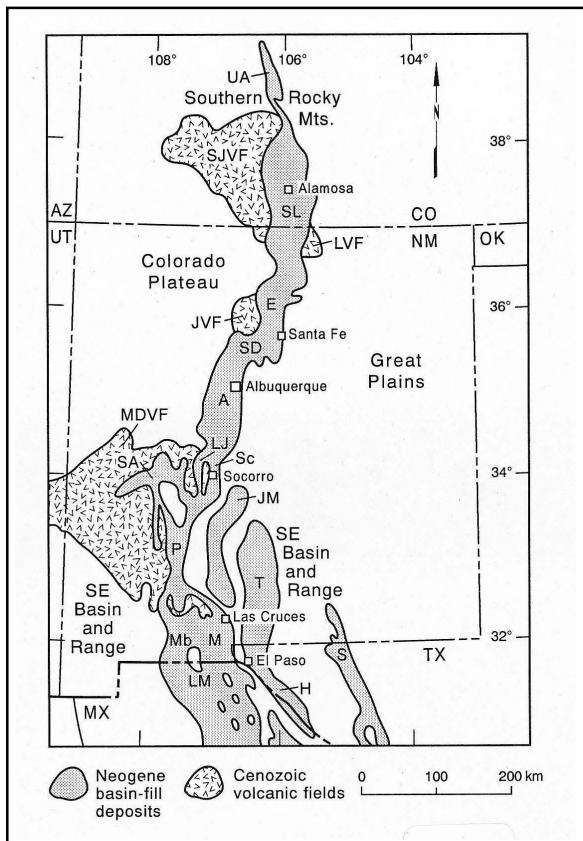 108°
106°
104°
UA
Southern Rocky
Mts.
N
38°
SJVF
Alamosa
SL
AZ
CO
UT
NM
OK
LVF
Colorado
Plateau
36°
E
JVF
Santa Fe
SD
Great
Plains
Albuquerque
A
MDVF
LJ
Sc
SA
34°
Socorro
JM
SE
Basin
and
Range
P
T
SE
Basin
and
Range
Las Cruces
32°
Mb
M
TX
El Paso
S
LM
H
MX
Neogene
basin-fill
deposits
Cenozoic
volcanic fields
0 100 200 km